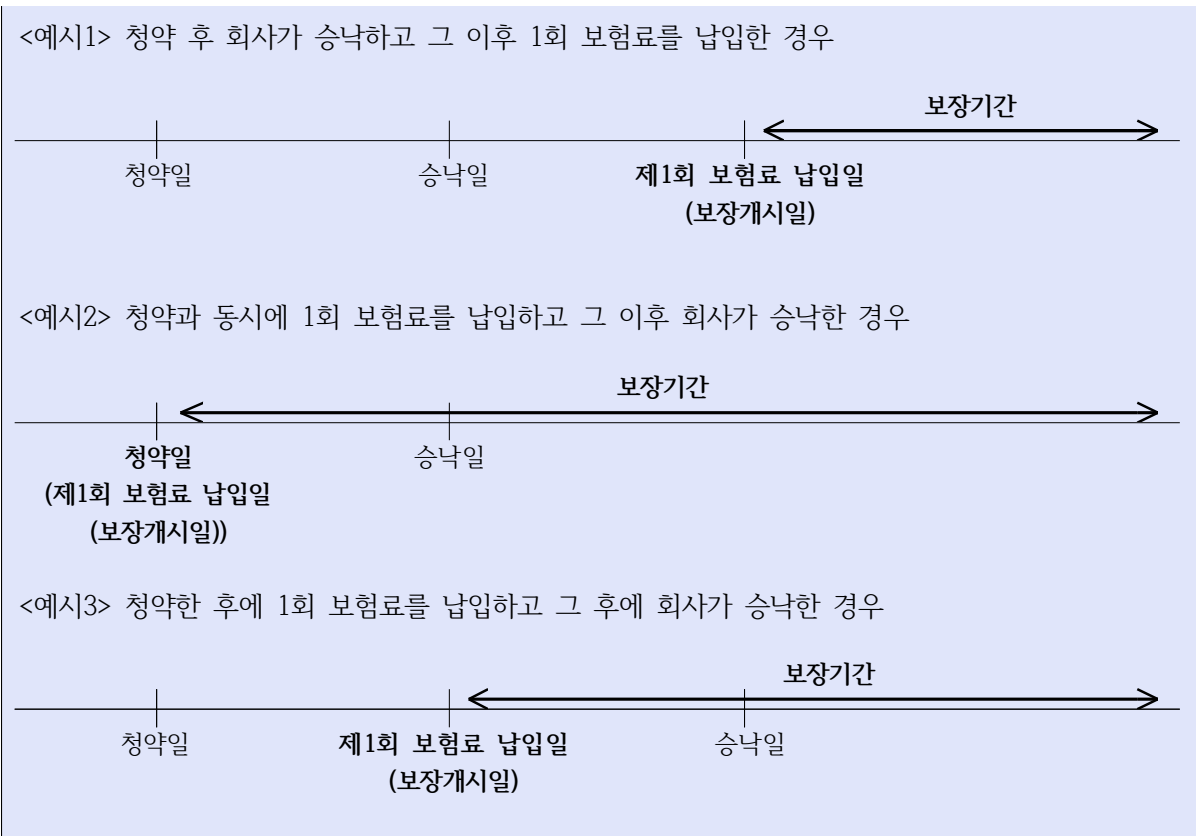 <예시1> 청약 후 회사가 승낙하고 그 이후 1회 보험료를 납입한 경우
보장기간
청약일 승낙일 제1회 보험료 납입일
(보장개시일)
<예시2> 청약과 동시에 1회 보험료를 납입하고 그 이후 회사가 승낙한 경우
보장기간
청약일 승낙일
(제1회 보험료 납입일
(보장개시일))
<예시3> 청약한 후에 1회 보험료를 납입하고 그 후에 회사가 승낙한 경우
보장기간
청약일 제1회 보험료 납입일 승낙일
(보장개시일)